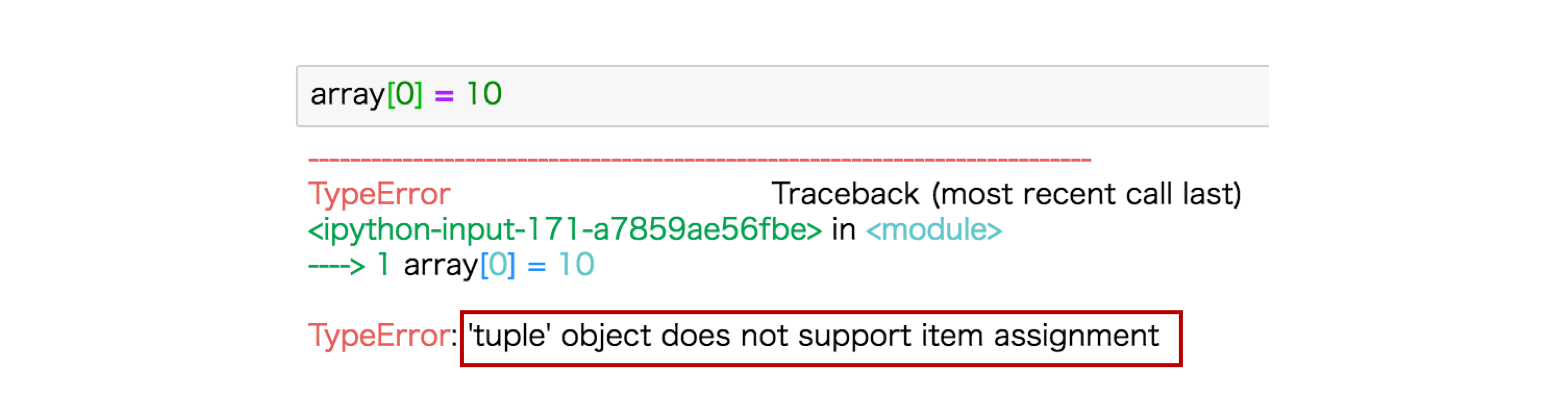 array[0] = 10
---------------------------------------------------------------------------
TypeError Traceback (most recent call last)
<ipython-input-171-a7859ae56fbe> in <module>
----> 1 array[0] = 10
TypeError: 'tuple' object does not support item assignment